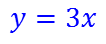 y = 3x